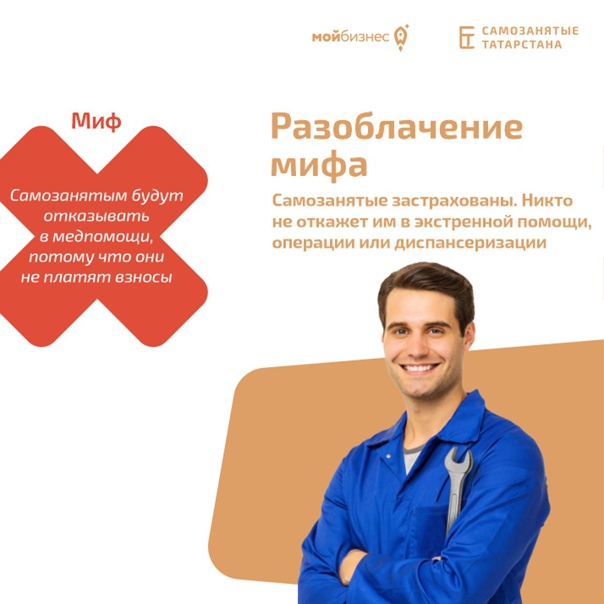 мойбизнес
САМОЗАНЯТЫЕ
ТАТАРСТАНА
Миф
Самозанятым будут
отказывать
в медпомощи,
потому что они
не платят взносы
Разоблачение
мифа
Самозанятые застрахованы. Никто
не откажет им в экстренной помощи,
операции или диспансеризации